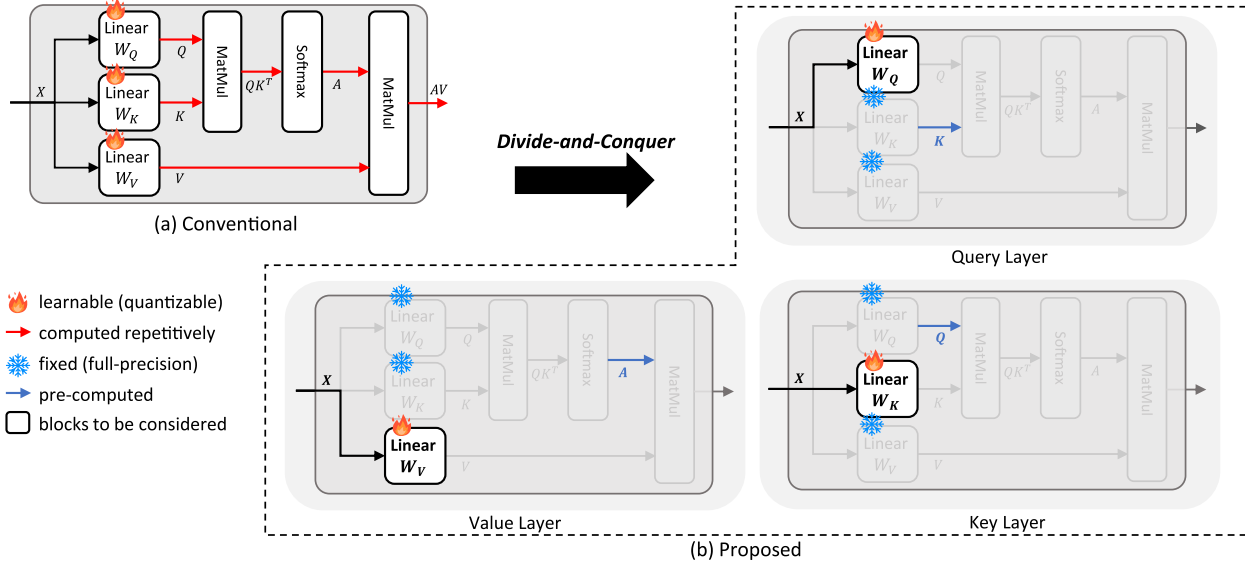 Linear
W_Q
Q
Linear
W_K
K
Linear
W_V
V
X
MatMul
QK^T
Softmax
A
MatMul
AV
(a) Conventional
Divide-and-Conquer
X
Linear
W_Q
Q
Linear
W_K
K
Linear
W_V
V
MatMul
QK^T
Softmax
A
MatMul
Query Layer
learnable (quantizable)
computed repetitively
fixed (full-precision)
pre-computed
blocks to be considered
X
Linear
W_Q
Q
Linear
W_K
K
Linear
W_V
V
MatMul
QK^T
Softmax
A
MatMul
Value Layer
X
Linear
W_Q
Q
Linear
W_K
K
Linear
W_V
V
MatMul
QK^T
Softmax
A
MatMul
Key Layer
(b) Proposed